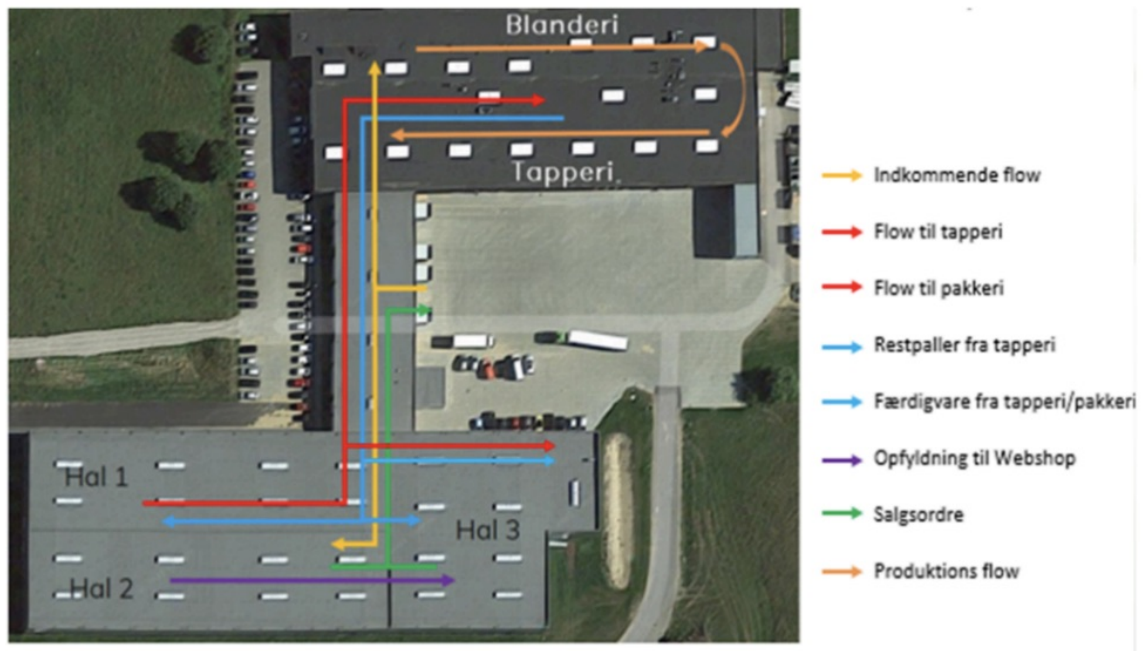 Blanderi
Tapperi
Hal 1
Hal 3
Hal 2
Indkommende flow
Flow til tapperi
Flow til pakkeri
Restpaller fra tapperi
Færdigvare fra tapperi/pakkeri
Opfyldning til Webshop
Salgsordre
Produktions flow